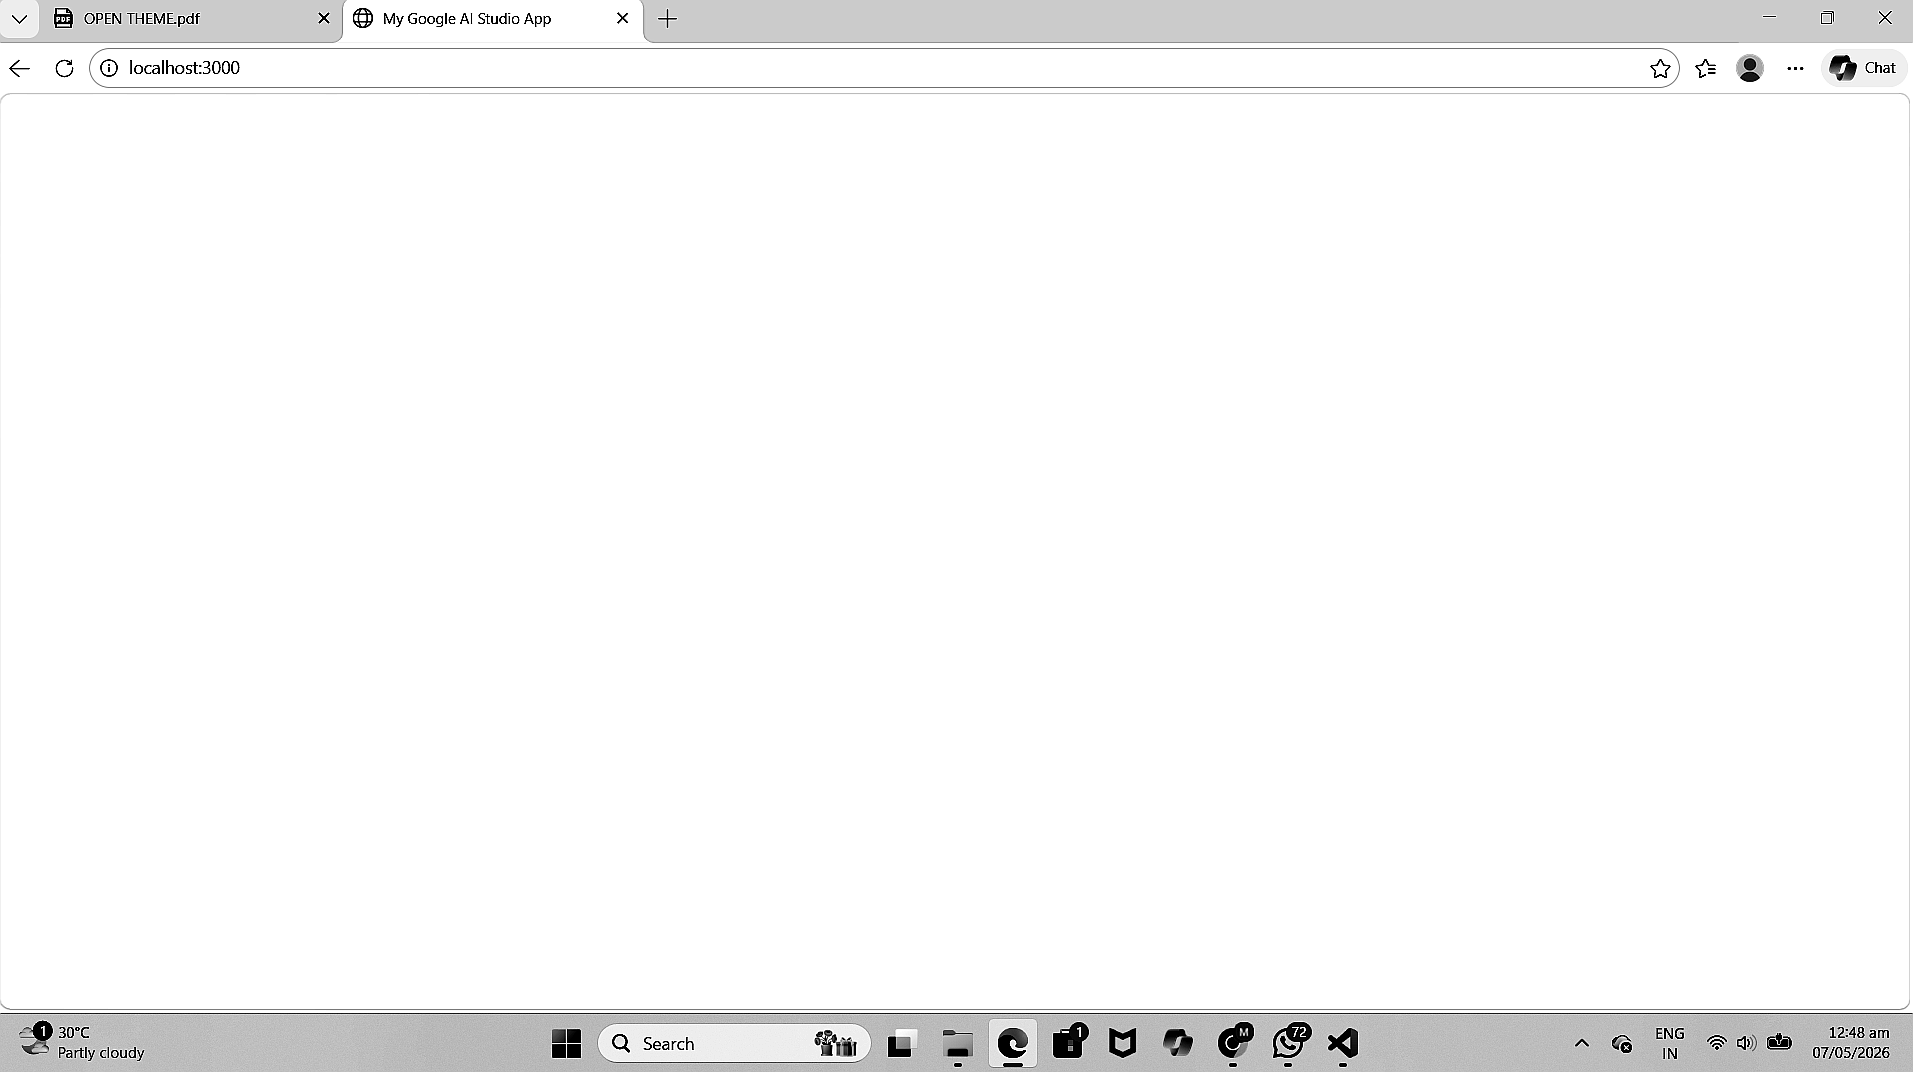 OPEN THEME.pdf
My Google AI Studio App
localhost:3000
Chat
PDF
1
30°C
Partly cloudy
Search
1
M
72
ENG
IN
12:48 am
07/05/2026